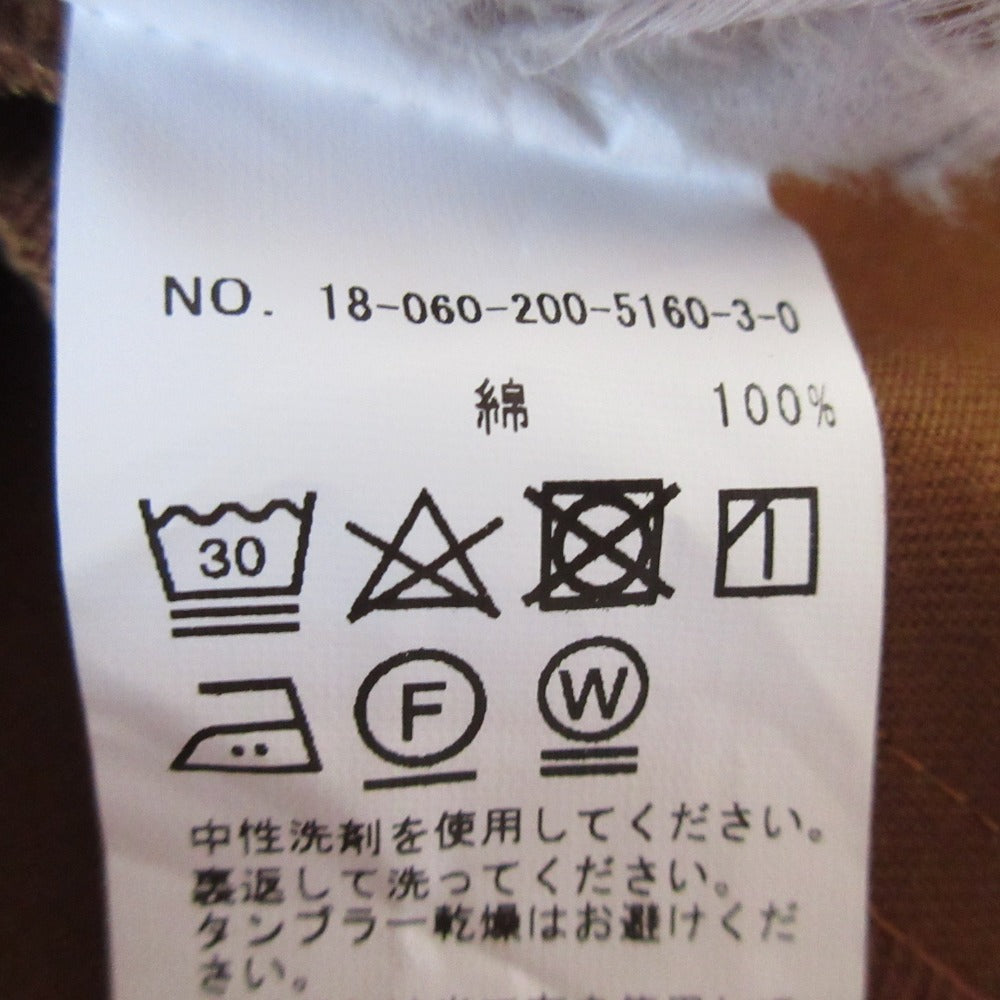 NO. 18-060-200-5160-3-0
綿 100%
30
F
W
中性洗剤を使用してください。
裏返して洗ってください。
タンブラー乾燥はお避けくだ
さい。